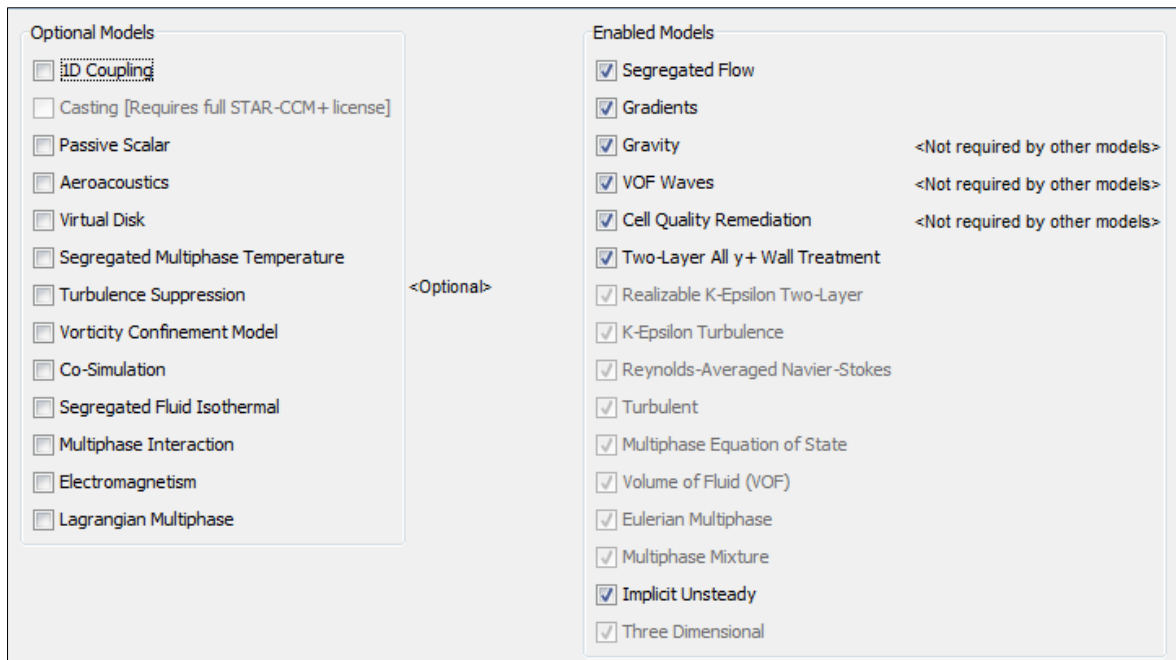 Optional Models
1D Coupling
Casting [Requires full STAR-CCM+ license]
Passive Scalar
Aeroacoustics
Virtual Disk
Segregated Multiphase Temperature
Turbulence Suppression
Vorticity Confinement Model
Co-Simulation
Segregated Fluid Isothermal
Multiphase Interaction
Electromagnetism
Lagrangian Multiphase
<Optional>
Enabled Models
Segregated Flow
Gradients
Gravity <Not required by other models>
VOF Waves <Not required by other models>
Cell Quality Remediation <Not required by other models>
Two-Layer All y+ Wall Treatment
Realizable K-Epsilon Two-Layer
K-Epsilon Turbulence
Reynolds-Averaged Navier-Stokes
Turbulent
Multiphase Equation of State
Volume of Fluid (VOF)
Eulerian Multiphase
Multiphase Mixture
Implicit Unsteady
Three Dimensional